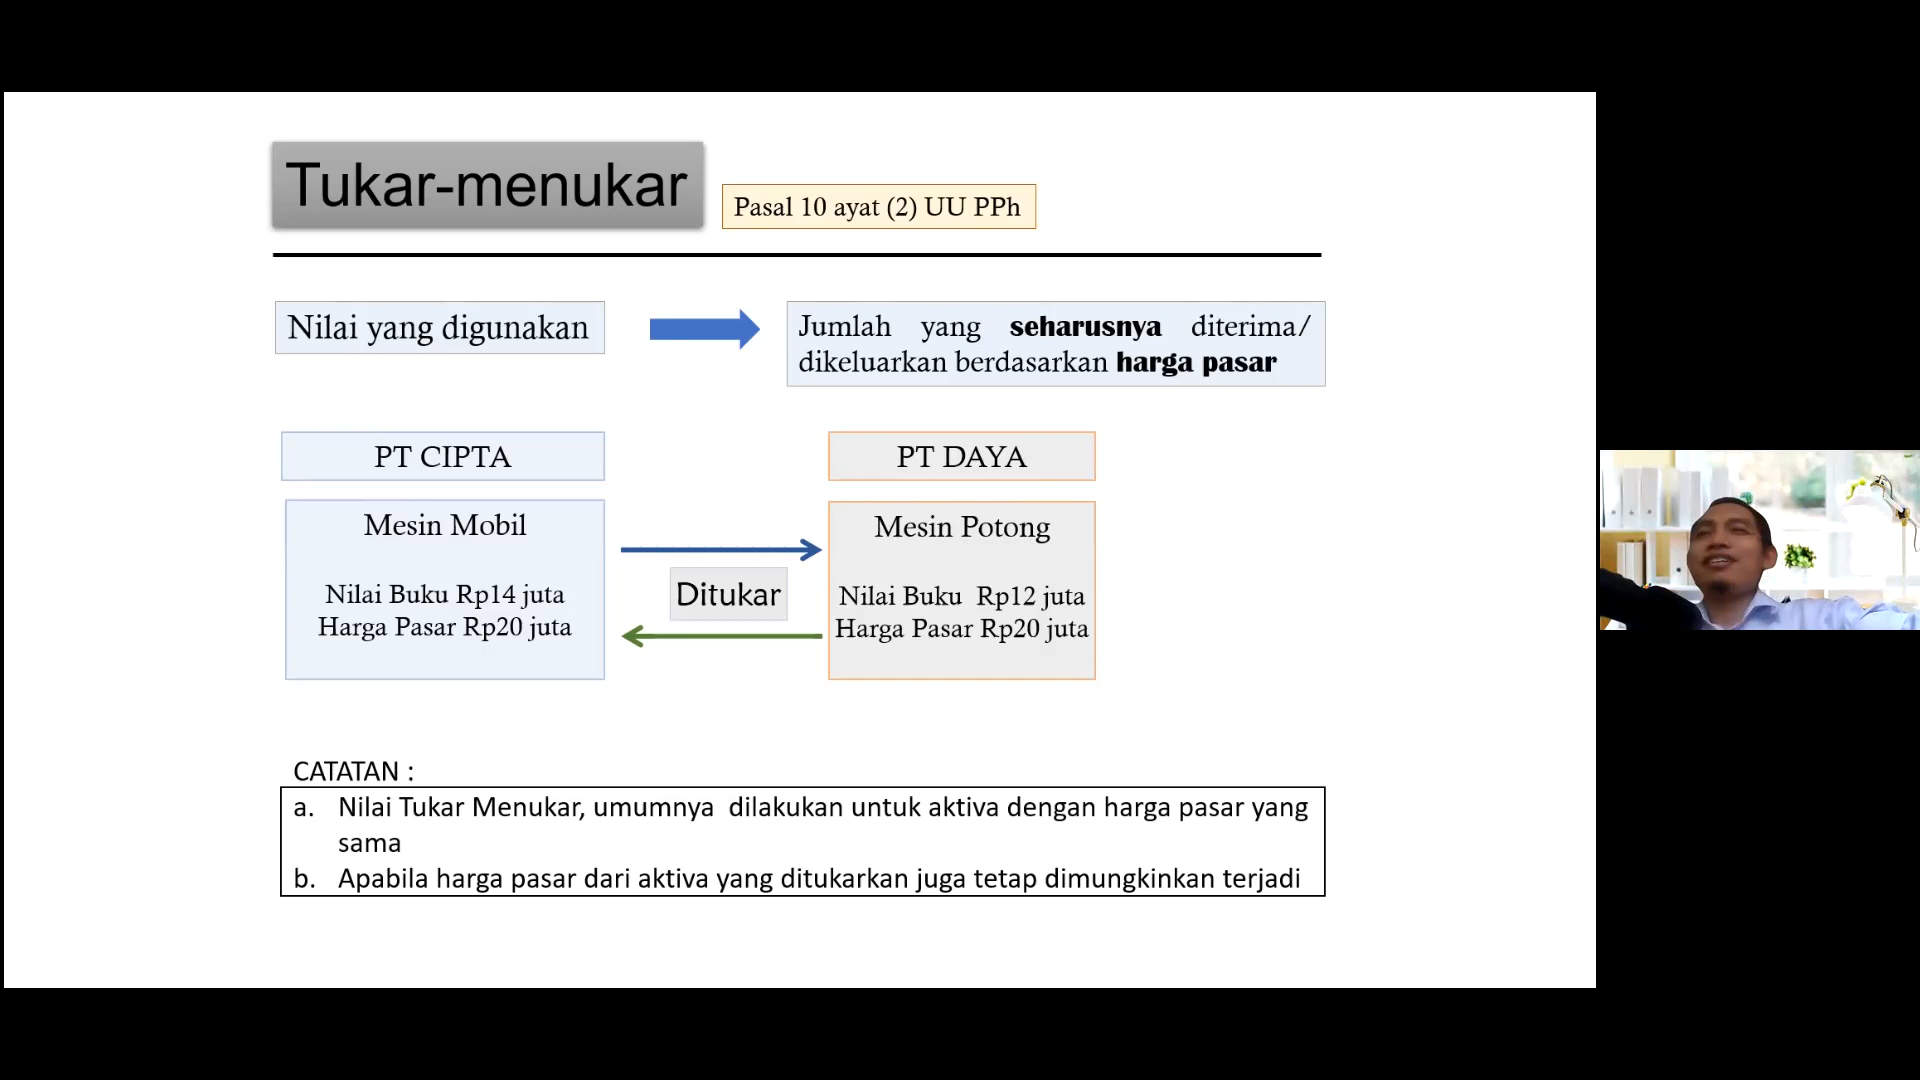 Tukar-menukar
Pasal 10 ayat (2) UU PPh
Nilai yang digunakan
Jumlah yang seharusnya diterima/
dikeluarkan berdasarkan harga pasar
PT CIPTA
PT DAYA
Mesin Mobil
Nilai Buku Rp14 juta
Harga Pasar Rp20 juta
Ditukar
Mesin Potong
Nilai Buku Rp12 juta
Harga Pasar Rp20 juta
CATATAN :
a. Nilai Tukar Menukar, umumnya dilakukan untuk aktiva dengan harga pasar yang
sama
b. Apabila harga pasar dari aktiva yang ditukarkan juga tetap dimungkinkan terjadi